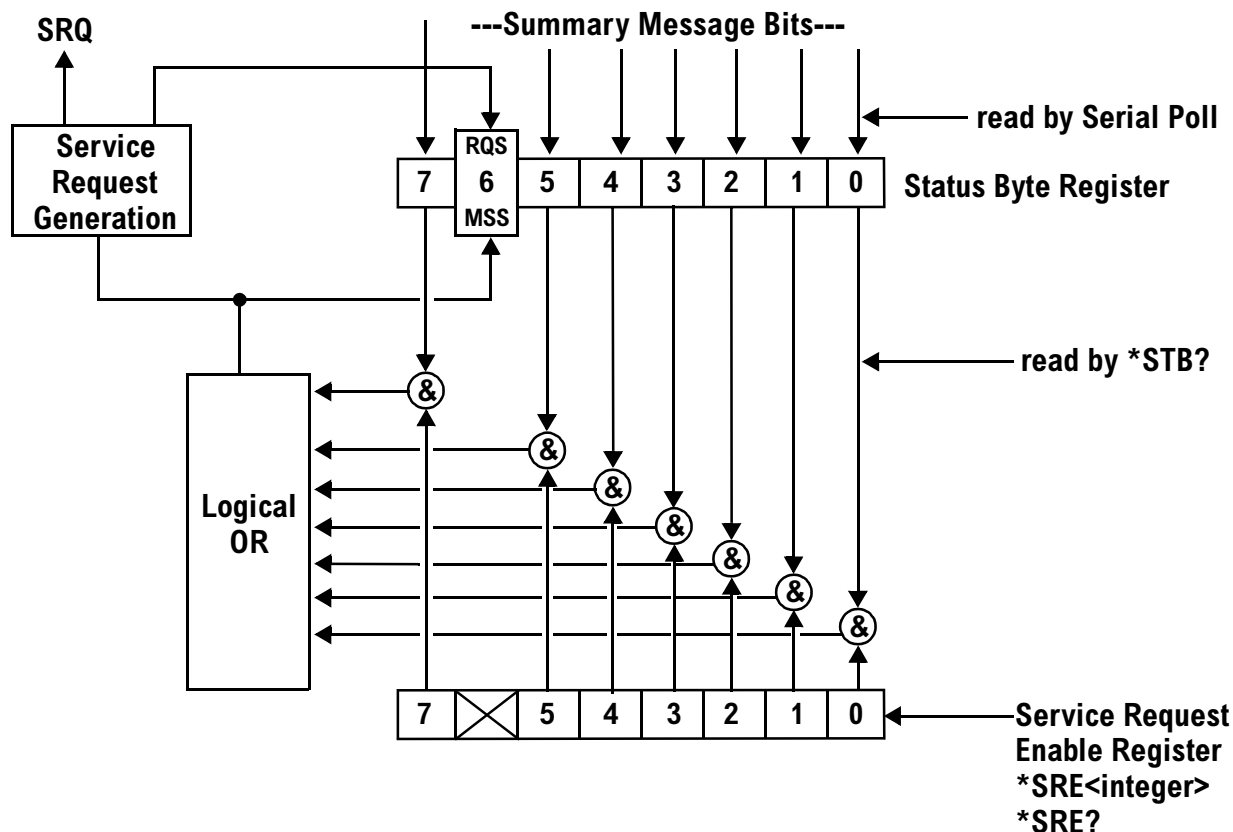 ---Summary Message Bits---
SRQ
read by Serial Poll
Service
Request
Generation
RQS
7 6 5 4 3 2 1 0
MSS
Status Byte Register
read by *STB?
&
&
&
&
&
&
&
Logical
OR
7 5 4 3 2 1 0
Service Request
Enable Register
*SRE<integer>
*SRE?